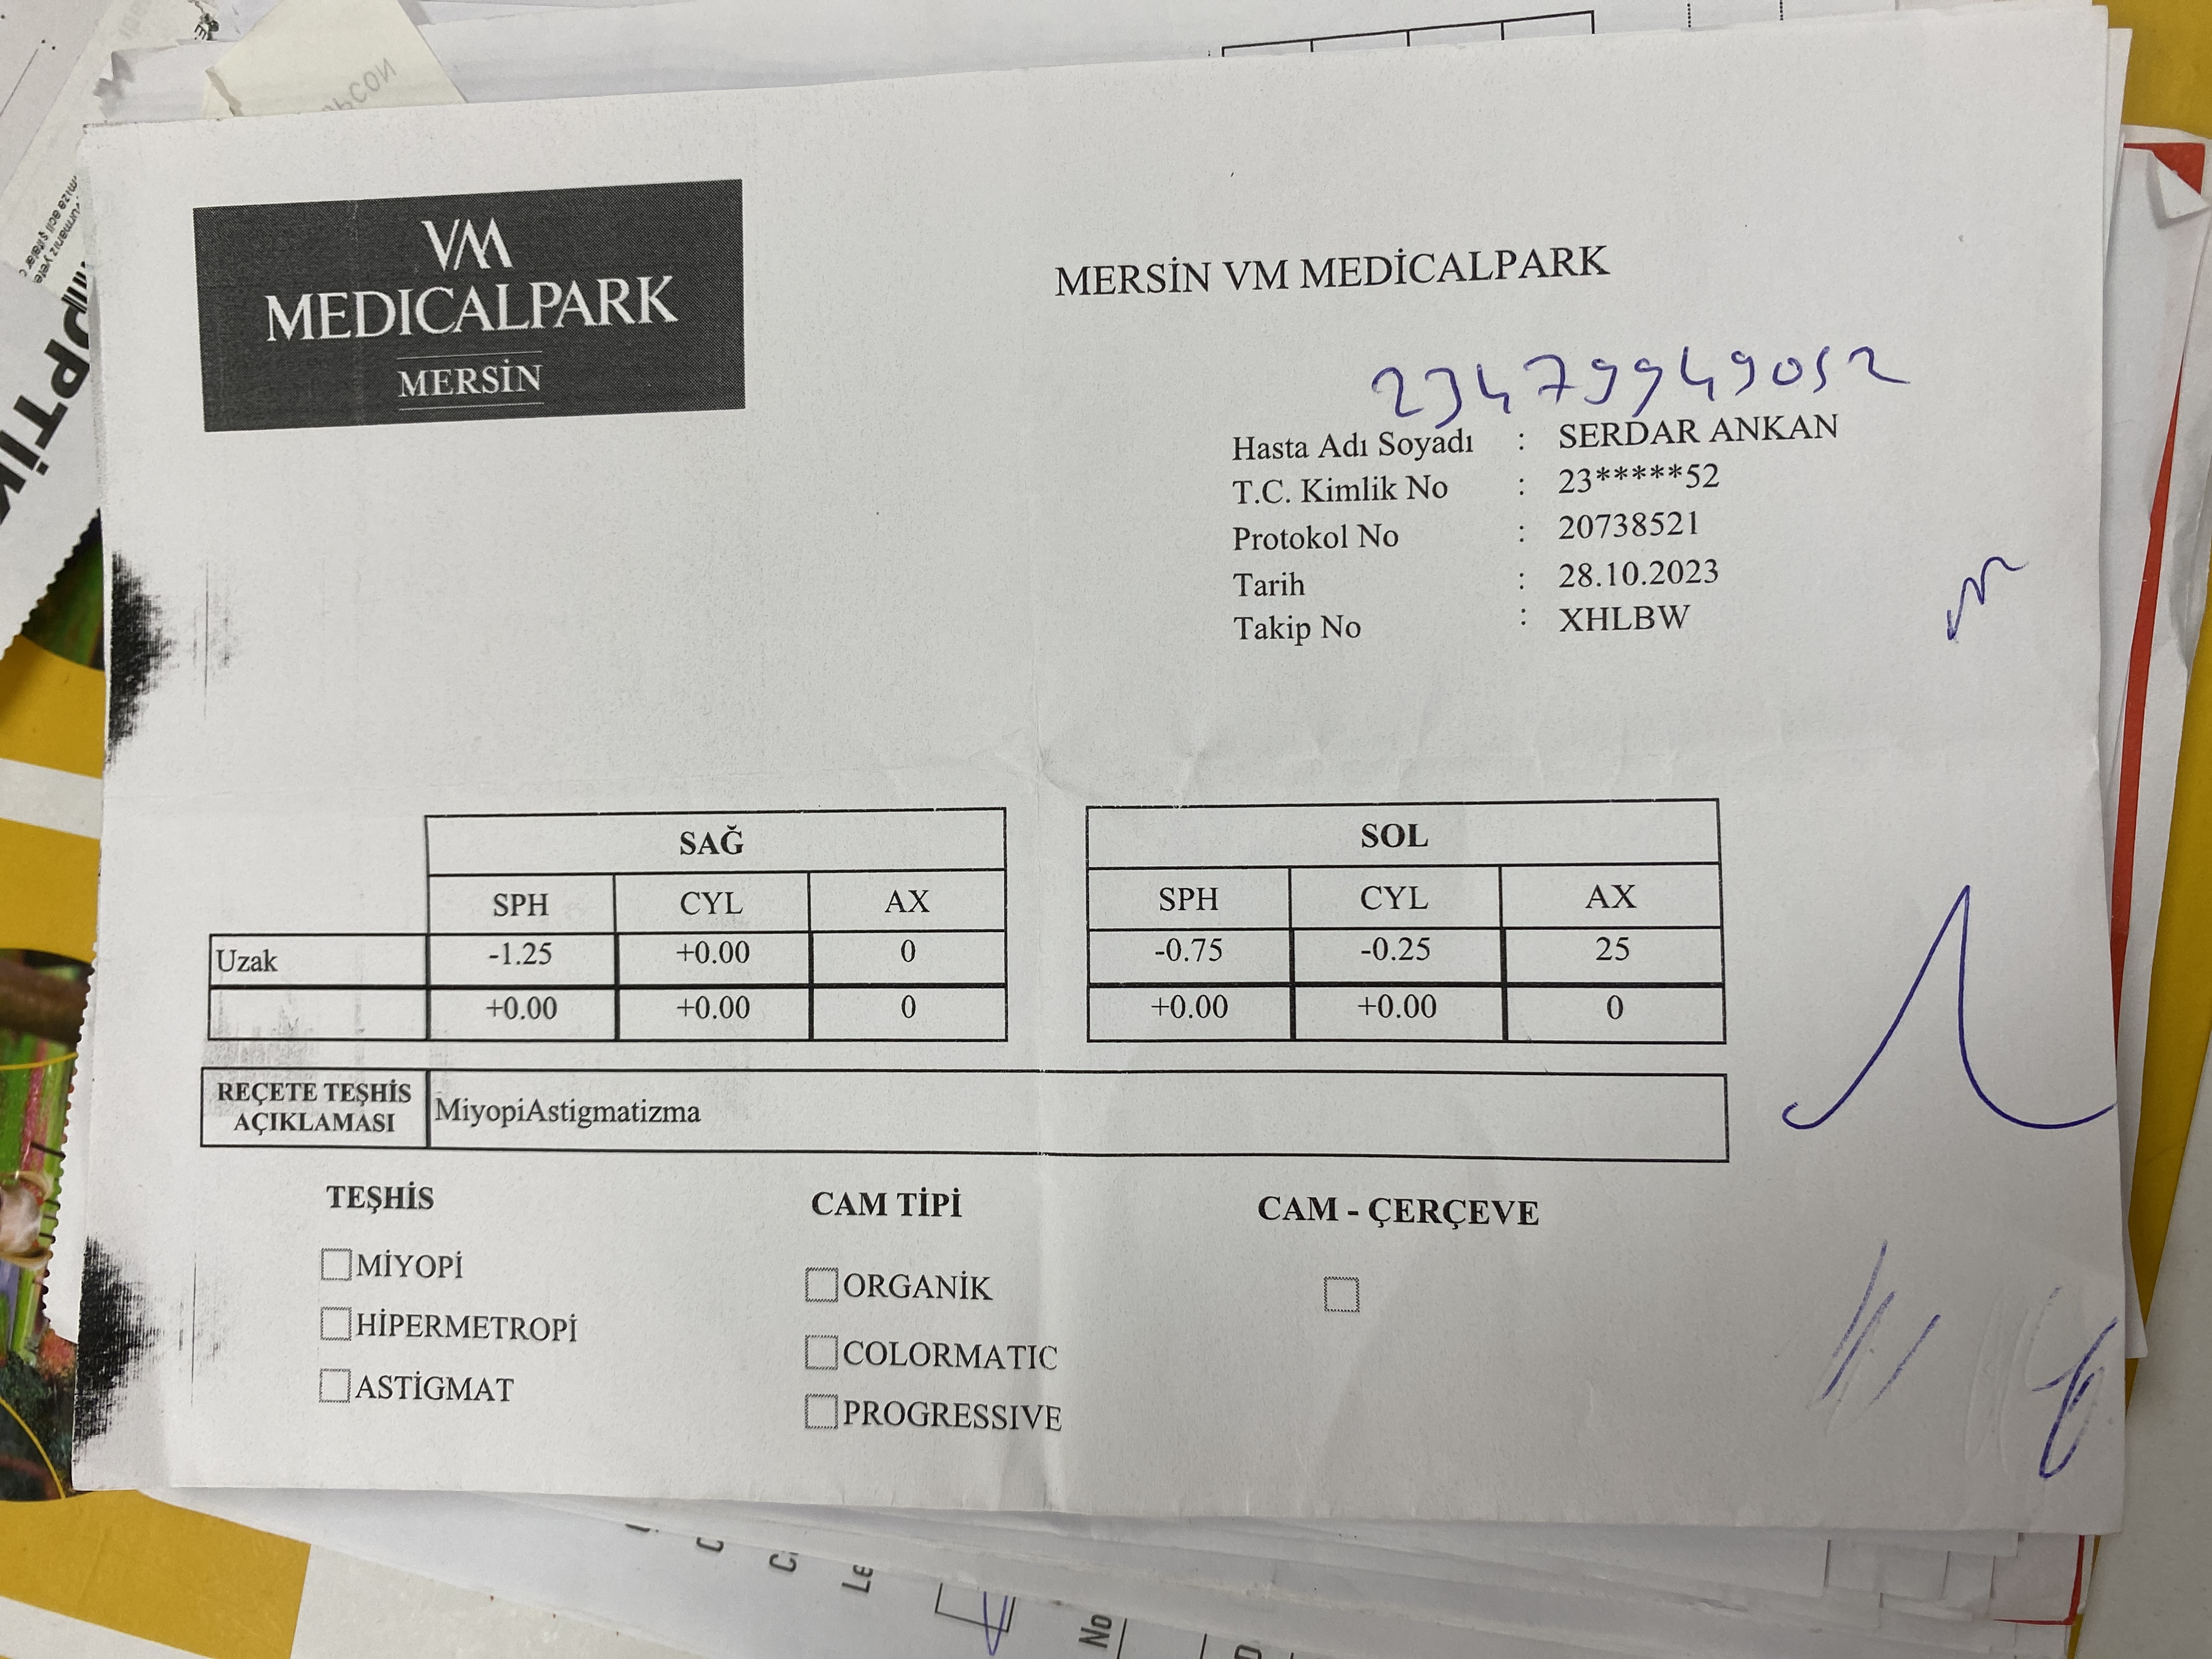 VM
MEDICALPARK
MERSİN
MERSİN VM MEDİCALPARK
23479949052
Hasta Adı Soyadı : SERDAR ANKAN
T.C. Kimlik No : 23*******52
Protokol No : 20738521
Tarih : 28.10.2023
Takip No : XHLBW
SAĞ SOL
SPH CYL AX SPH CYL AX
Uzak -1.25 +0.00 0 -0.75 -0.25 25
+0.00 +0.00 0 +0.00 +0.00 0
REÇETE TEŞHİS AÇIKLAMASI MiyopiAstigmatizma
TEŞHİS CAM TİPİ CAM - ÇERÇEVE
MİYOPİ ORGANİK
HİPERMETROPİ COLORMATIC
ASTİGMAT PROGRESSIVE
No